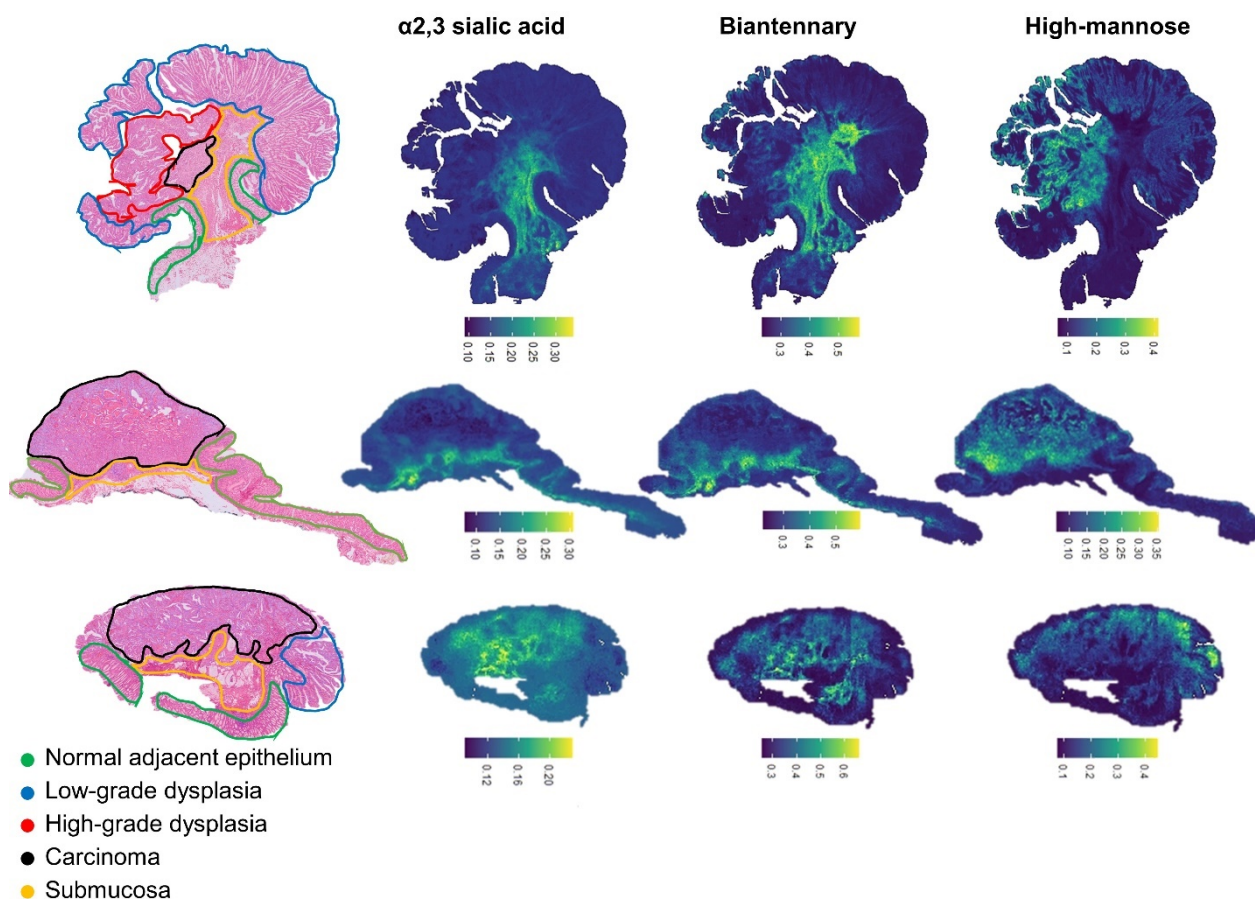 α2,3 sialic acid Biantennary High-mannose
0.10 0.15 0.20 0.25 0.30 0.3 0.4 0.5 0.1 0.2 0.3 0.4
0.10 0.15 0.20 0.25 0.30 0.3 0.4 0.5 0.10 0.15 0.20 0.25 0.30 0.35
0.12 0.16 0.20 0.3 0.4 0.5 0.6 0.1 0.2 0.3 0.4
Normal adjacent epithelium
Low-grade dysplasia
High-grade dysplasia
Carcinoma
Submucosa